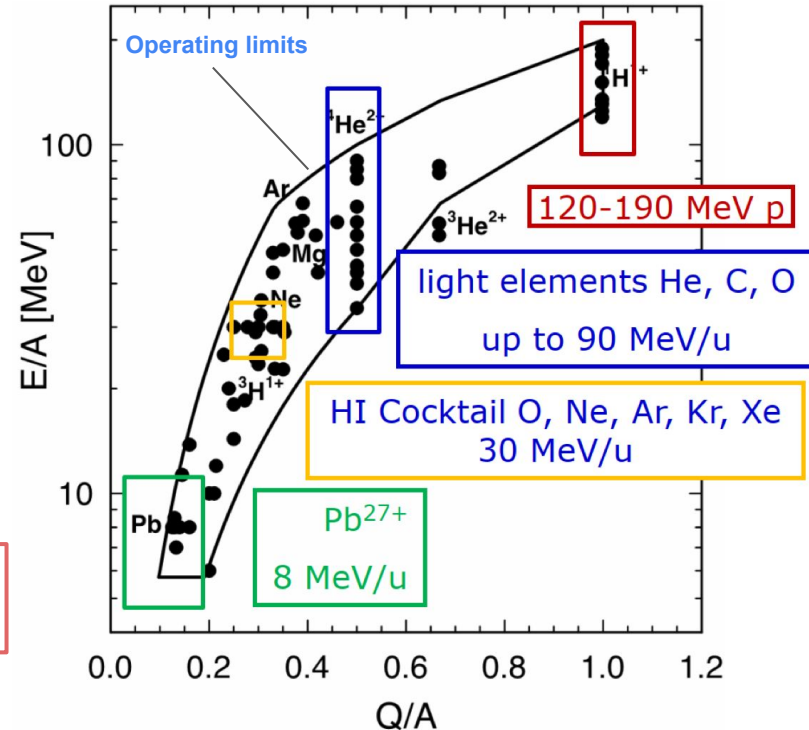 Operating limits
E/A [MeV]
100
10
⁴He²⁺
¹H¹⁺
Ar
Mg
³He²⁺
Ne
³H¹⁺
Pb
120-190 MeV p
light elements He, C, O
up to 90 MeV/u
HI Cocktail O, Ne, Ar, Kr, Xe
30 MeV/u
Pb²⁷⁺
8 MeV/u
0.0 0.2 0.4 0.6 0.8 1.0 1.2
Q/A